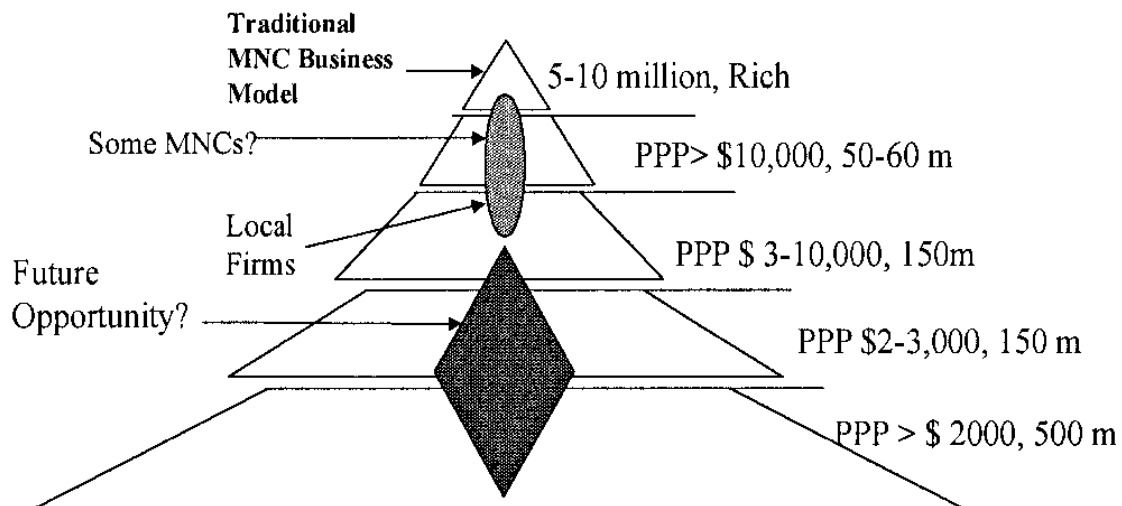 Traditional
MNC Business
Model
5-10 million, Rich
Some MNCs?
PPP> $10,000, 50-60 m
Local
Firms
PPP $ 3-10,000, 150m
Future
Opportunity?
PPP $2-3,000, 150 m
PPP > $ 2000, 500 m